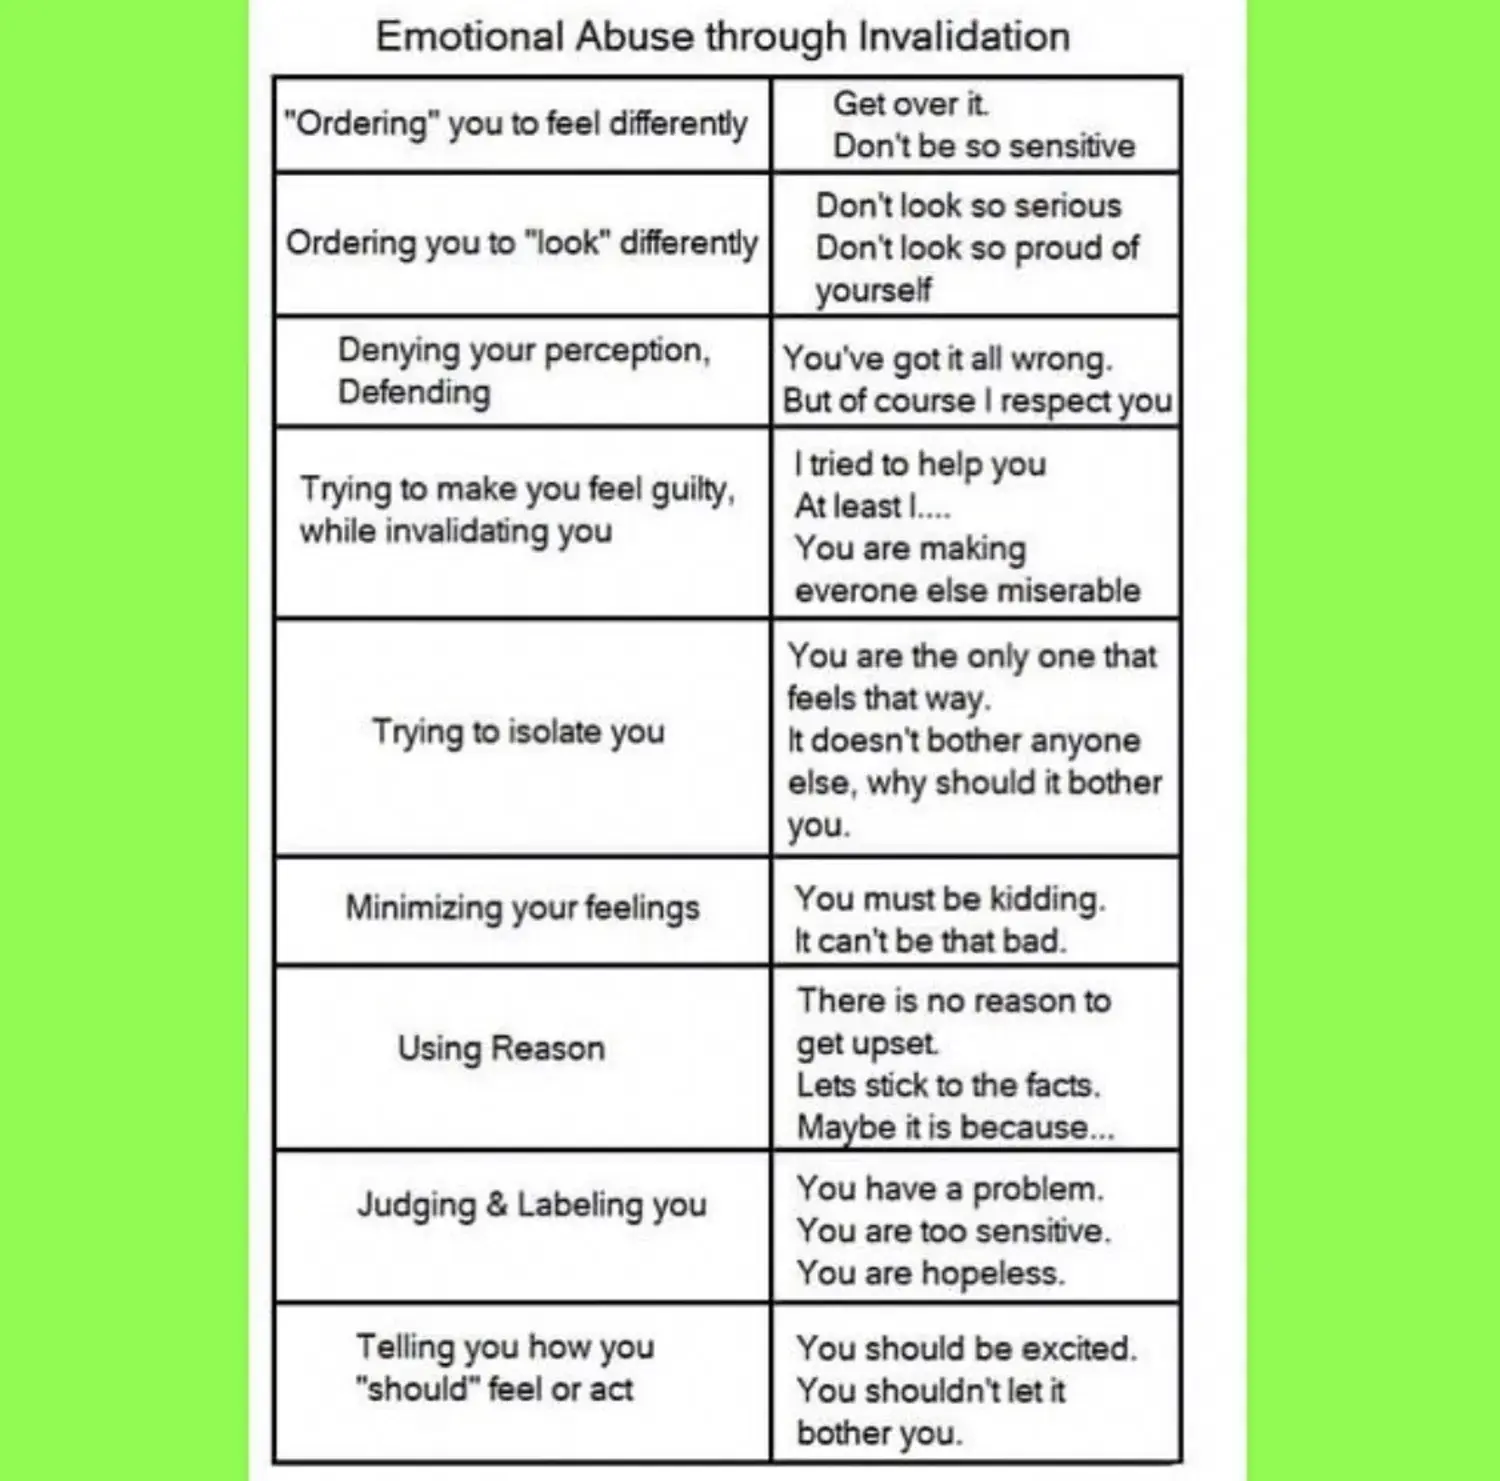 Emotional Abuse through Invalidation
"Ordering" you to feel differently
Get over it.
Don't be so sensitive
Ordering you to "look" differently
Don't look so serious
Don't look so proud of
yourself
Denying your perception,
Defending
You've got it all wrong.
But of course I respect you
Trying to make you feel guilty,
while invalidating you
I tried to help you
At least I....
You are making
everone else miserable
Trying to isolate you
You are the only one that
feels that way.
It doesn't bother anyone
else, why should it bother
you.
Minimizing your feelings
You must be kidding.
It can't be that bad.
Using Reason
There is no reason to
get upset.
Lets stick to the facts.
Maybe it is because...
Judging & Labeling you
You have a problem.
You are too sensitive.
You are hopeless.
Telling you how you
"should" feel or act
You should be excited.
You shouldn't let it
bother you.